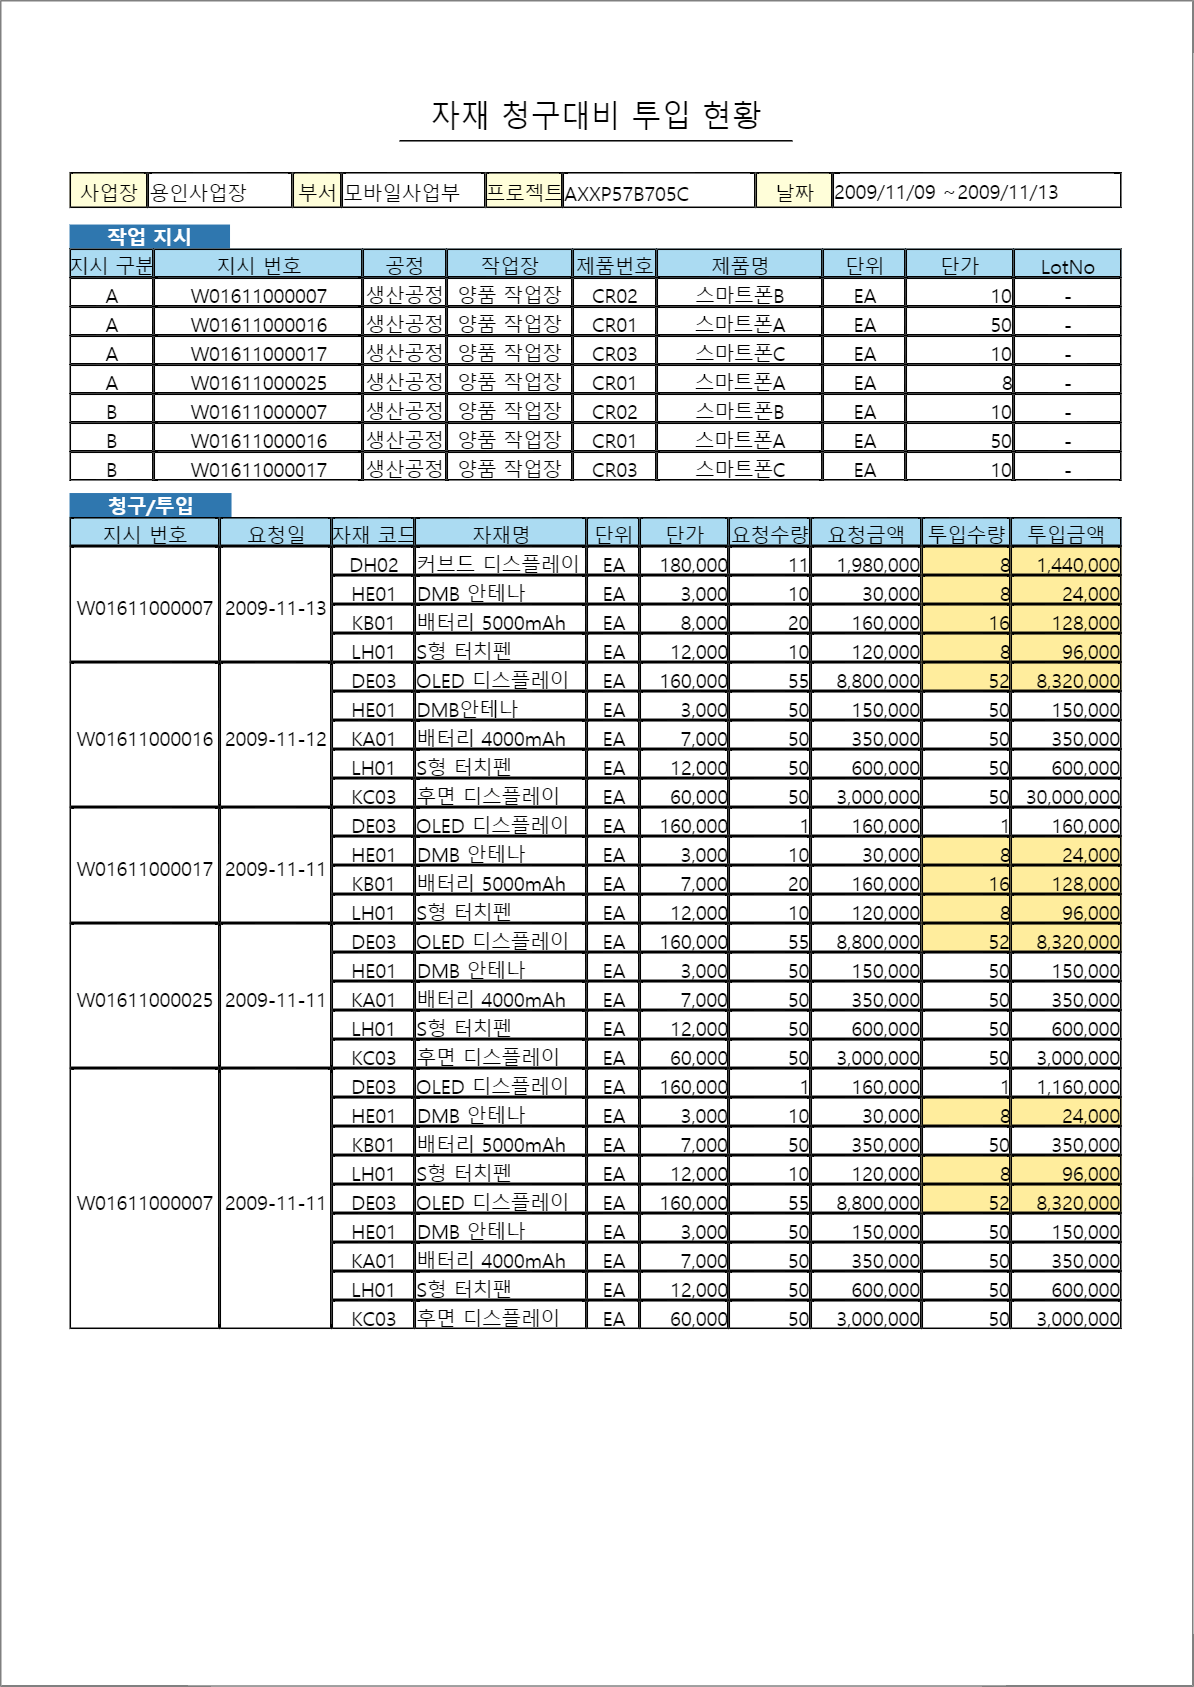 자재 청구대비 투입 현황
사업장 용인사업장 부서 모바일사업부 프로젝트 AXXP57B705C 날짜 2009/11/09 ~2009/11/13
작업 지시
지시 구분 지시 번호 공정 작업장 제품번호 제품명 단위 단가 LotNo
A W01611000007 생산공정 양품 작업장 CR02 스마트폰B EA 10 -
A W01611000016 생산공정 양품 작업장 CR01 스마트폰A EA 50 -
A W01611000017 생산공정 양품 작업장 CR03 스마트폰C EA 10 -
A W01611000025 생산공정 양품 작업장 CR01 스마트폰A EA 8 -
B W01611000007 생산공정 양품 작업장 CR02 스마트폰B EA 10 -
B W01611000016 생산공정 양품 작업장 CR01 스마트폰A EA 50 -
B W01611000017 생산공정 양품 작업장 CR03 스마트폰C EA 10 -
청구/투입
지시 번호 요청일 자재 코드 자재명 단위 단가 요청수량 요청금액 투입수량 투입금액
W01611000007 2009-11-13 DH02 커브드 디스플레이 EA 180,000 11 1,980,000 8 1,440,000
HE01 DMB 안테나 EA 3,000 10 30,000 8 24,000
KB01 배터리 5000mAh EA 8,000 20 160,000 16 128,000
LH01 S형 터치펜 EA 12,000 10 120,000 8 96,000
W01611000016 2009-11-12 DE03 OLED 디스플레이 EA 160,000 55 8,800,000 52 8,320,000
HE01 DMB안테나 EA 3,000 50 150,000 50 150,000
KA01 배터리 4000mAh EA 7,000 50 350,000 50 350,000
LH01 S형 터치펜 EA 12,000 50 600,000 50 600,000
KC03 후면 디스플레이 EA 60,000 50 3,000,000 50 30,000,000
W01611000017 2009-11-11 DE03 OLED 디스플레이 EA 160,000 1 160,000 1 160,000
HE01 DMB 안테나 EA 3,000 10 30,000 8 24,000
KB01 배터리 5000mAh EA 7,000 20 160,000 16 128,000
LH01 S형 터치펜 EA 12,000 10 120,000 8 96,000
W01611000025 2009-11-11 DE03 OLED 디스플레이 EA 160,000 55 8,800,000 52 8,320,000
HE01 DMB 안테나 EA 3,000 50 150,000 50 150,000
KA01 배터리 4000mAh EA 7,000 50 350,000 50 350,000
LH01 S형 터치펜 EA 12,000 50 600,000 50 600,000
KC03 후면 디스플레이 EA 60,000 50 3,000,000 50 3,000,000
W01611000007 2009-11-11 DE03 OLED 디스플레이 EA 160,000 1 160,000 1 1,160,000
HE01 DMB 안테나 EA 3,000 10 30,000 8 24,000
KB01 배터리 5000mAh EA 7,000 50 350,000 50 350,000
LH01 S형 터치펜 EA 12,000 10 120,000 8 96,000
DE03 OLED 디스플레이 EA 160,000 55 8,800,000 52 8,320,000
HE01 DMB 안테나 EA 3,000 50 150,000 50 150,000
KA01 배터리 4000mAh EA 7,000 50 350,000 50 350,000
LH01 S형 터치팬 EA 12,000 50 600,000 50 600,000
KC03 후면 디스플레이 EA 60,000 50 3,000,000 50 3,000,000